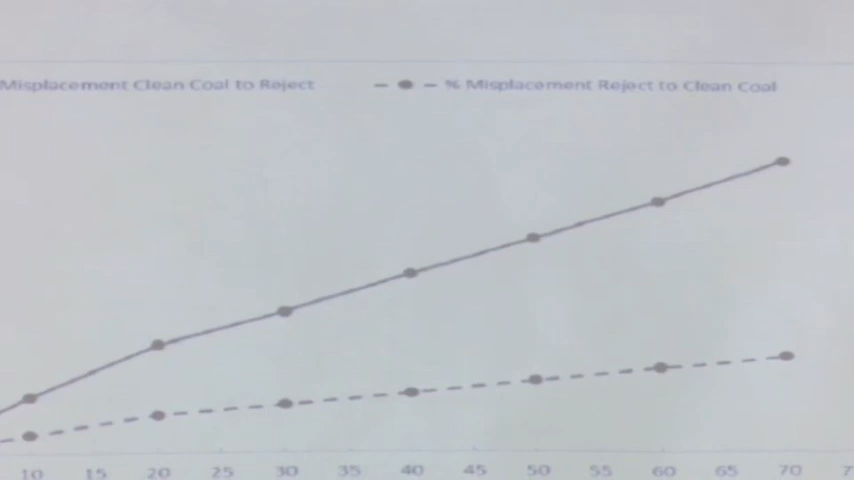 Misplacement Clean Coal to Reject % Misplacement Reject to Clean Coal
10 15 20 25 30 35 40 45 50 55 60 65 70